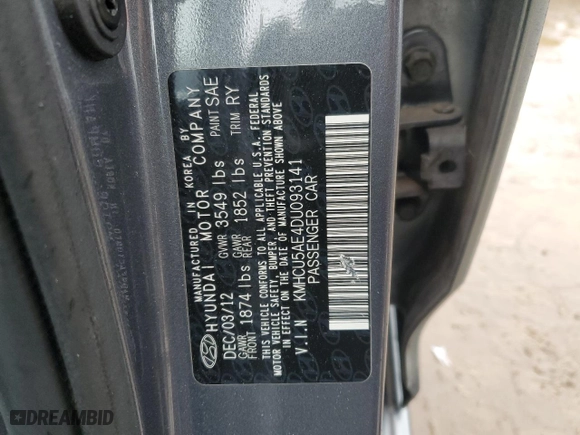 MANUFACTURED IN KOREA BY
HYUNDAI MOTOR COMPANY
DEC/03/12 GVWR 3549 lbs PAINT SAE
GAWR FRONT 1874 lbs GAWR REAR 1852 lbs TRIM RY
THIS VEHICLE CONFORMS TO ALL APPLICABLE U.S.A. FEDERAL
MOTOR VEHICLE SAFETY, BUMPER, AND THEFT PREVENTION STANDARDS
IN EFFECT ON THE DATE OF MANUFACTURE SHOWN ABOVE
V.I.N KMHCU5AE4DU093141
PASSENGER CAR
DREAMBID